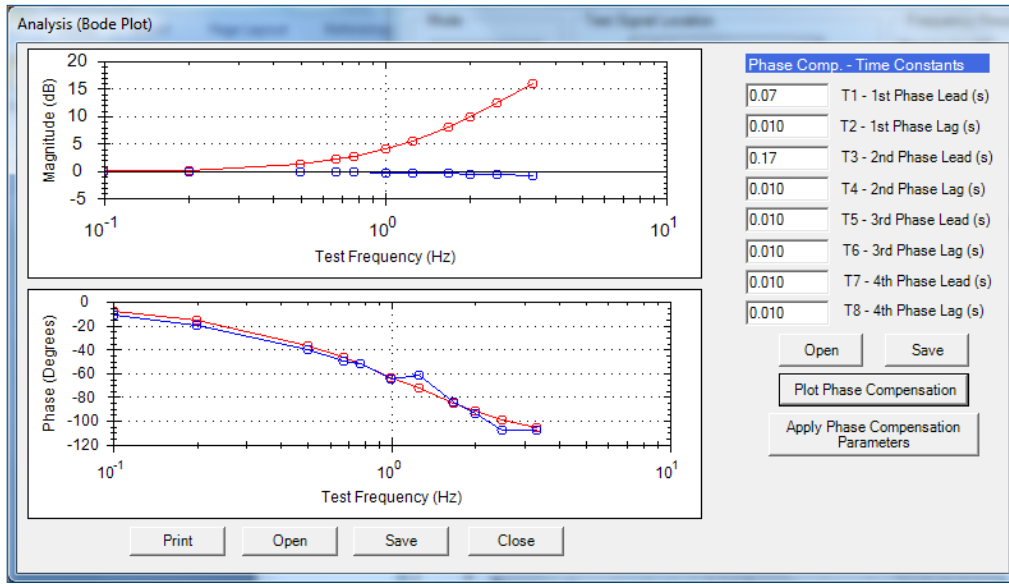 Analysis (Bode Plot)
Magnitude (dB)
20
15
10
5
0
-5
10⁻¹
10⁰
10¹
Test Frequency (Hz)
Phase (Degrees)
0
-20
-40
-60
-80
-100
-120
10⁻¹
10⁰
10¹
Test Frequency (Hz)
Print
Open
Save
Close
Phase Comp. - Time Constants
0.07 T1 - 1st Phase Lead (s)
0.010 T2 - 1st Phase Lag (s)
0.17 T3 - 2nd Phase Lead (s)
0.010 T4 - 2nd Phase Lag (s)
0.010 T5 - 3rd Phase Lead (s)
0.010 T6 - 3rd Phase Lag (s)
0.010 T7 - 4th Phase Lead (s)
0.010 T8 - 4th Phase Lag (s)
Open
Save
Plot Phase Compensation
Apply Phase Compensation
Parameters